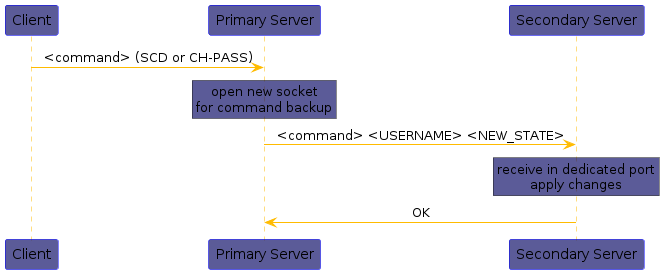 Client
Primary Server
Secondary Server
<command> (SCD or CH-PASS)
open new socket
for command backup
<command> <USERNAME> <NEW_STATE>
receive in dedicated port
apply changes
OK
Client
Primary Server
Secondary Server